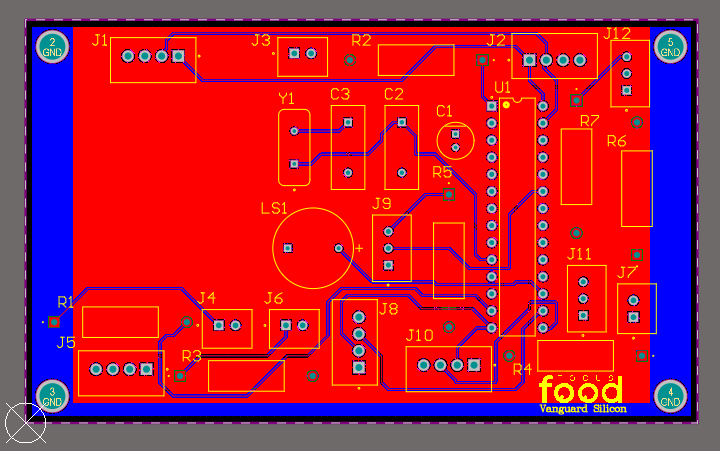 2
GND
J1
J3
R2
J2
J12
5
GND
Y1
C3
C2
C1
U1
R7
R6
R5
LS1
+
J9
J11
J7
R1
J4
J6
J8
J5
R3
J10
R4
3
GND
FOCUS
food
Vanguard Silicon
4
GND